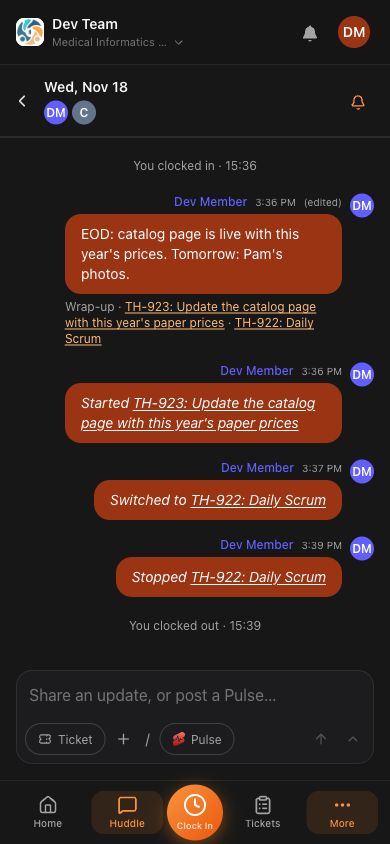 Dev Team
Medical Informatics ...
DM
Wed, Nov 18
DM C
You clocked in · 15:36
Dev Member 3:36 PM (edited) DM
EOD: catalog page is live with this
year's prices. Tomorrow: Pam's
photos.
Wrap-up · TH-923: Update the catalog page
with this year's paper prices · TH-922: Daily
Scrum
Dev Member 3:36 PM DM
Started TH-923: Update the catalog
page with this year's paper prices
Dev Member 3:37 PM DM
Switched to TH-922: Daily Scrum
Dev Member 3:39 PM DM
Stopped TH-922: Daily Scrum
You clocked out · 15:39
Share an update, or post a Pulse...
Ticket + / Pulse
Home Huddle Clock In Tickets More